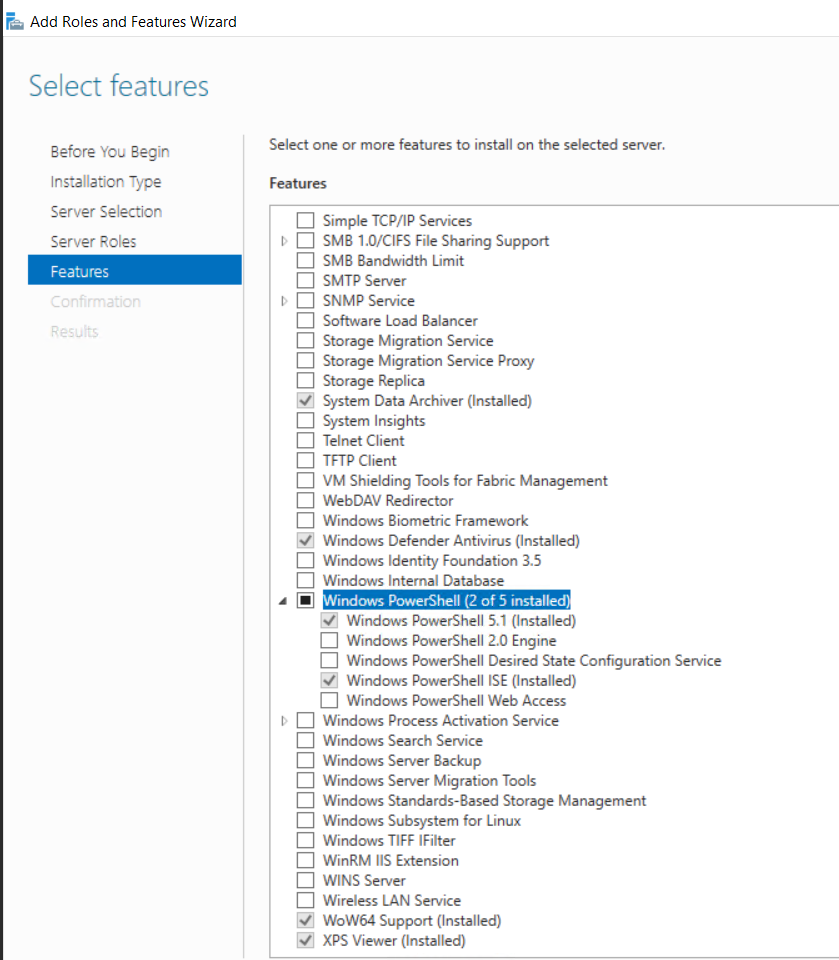 Add Roles and Features Wizard
Select features
Before You Begin
Installation Type
Server Selection
Server Roles
Features
Confirmation
Results
Select one or more features to install on the selected server.
Features
Simple TCP/IP Services
SMB 1.0/CIFS File Sharing Support
SMB Bandwidth Limit
SMTP Server
SNMP Service
Software Load Balancer
Storage Migration Service
Storage Migration Service Proxy
Storage Replica
System Data Archiver (Installed)
System Insights
Telnet Client
TFTP Client
VM Shielding Tools for Fabric Management
WebDAV Redirector
Windows Biometric Framework
Windows Defender Antivirus (Installed)
Windows Identity Foundation 3.5
Windows Internal Database
Windows PowerShell (2 of 5 installed)
Windows PowerShell 5.1 (Installed)
Windows PowerShell 2.0 Engine
Windows PowerShell Desired State Configuration Service
Windows PowerShell ISE (Installed)
Windows PowerShell Web Access
Windows Process Activation Service
Windows Search Service
Windows Server Backup
Windows Server Migration Tools
Windows Standards-Based Storage Management
Windows Subsystem for Linux
Windows TIFF IFilter
WinRM IIS Extension
WINS Server
Wireless LAN Service
WoW64 Support (Installed)
XPS Viewer (Installed)